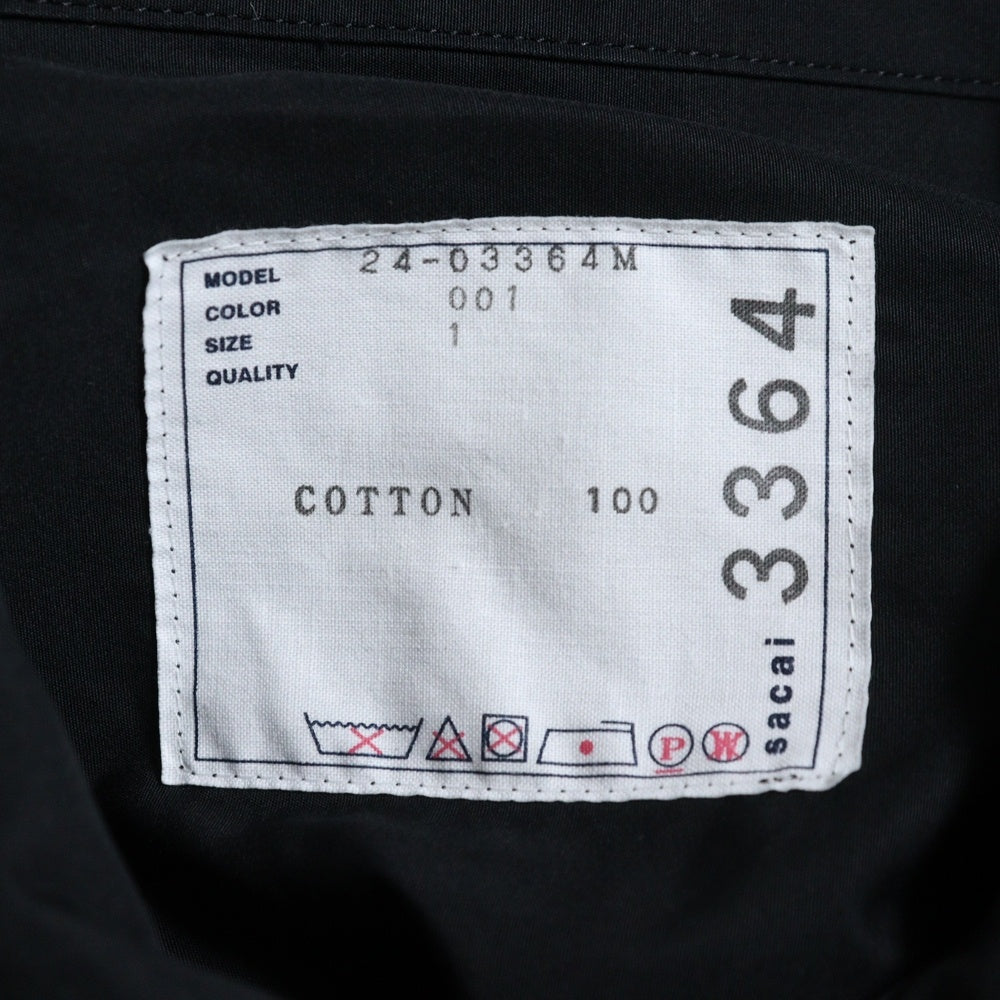 MODEL 24-03364M
COLOR 001
SIZE 1
QUALITY
COTTON 100
sacai 3364
P W